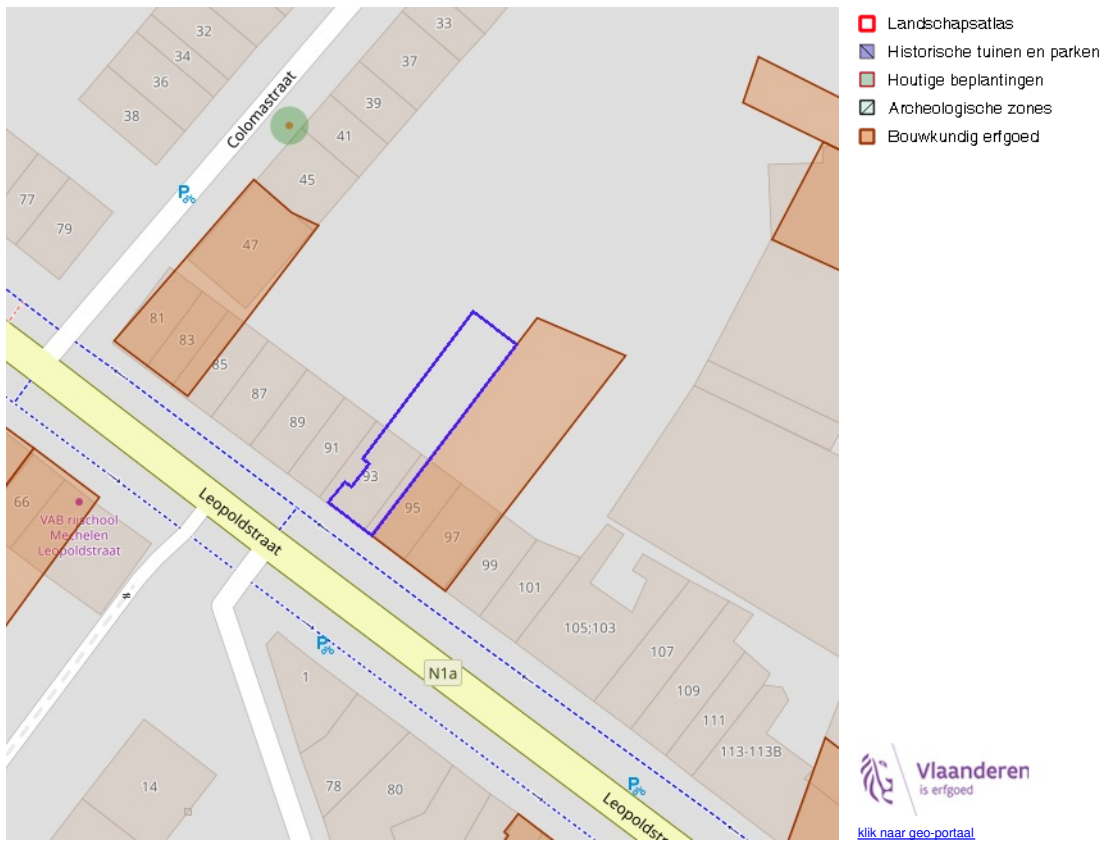 33
32
37
34
36
39
38
41
Colomastraat
45
P
77
79
47
81
83
85
87
89
91
93
95
97
99
101
105;103
107
109
111
113-113B
66
VAB rijschool
Mechelen
Leopoldstraat
Leopoldstraat
P
N1a
1
78
80
14
P
Leopoldstr
Landschapsatlas
Historische tuinen en parken
Houtige beplantingen
Archeologische zones
Bouwkundig erfgoed
Vlaanderen
is erfgoed
klik naar geo-portaal